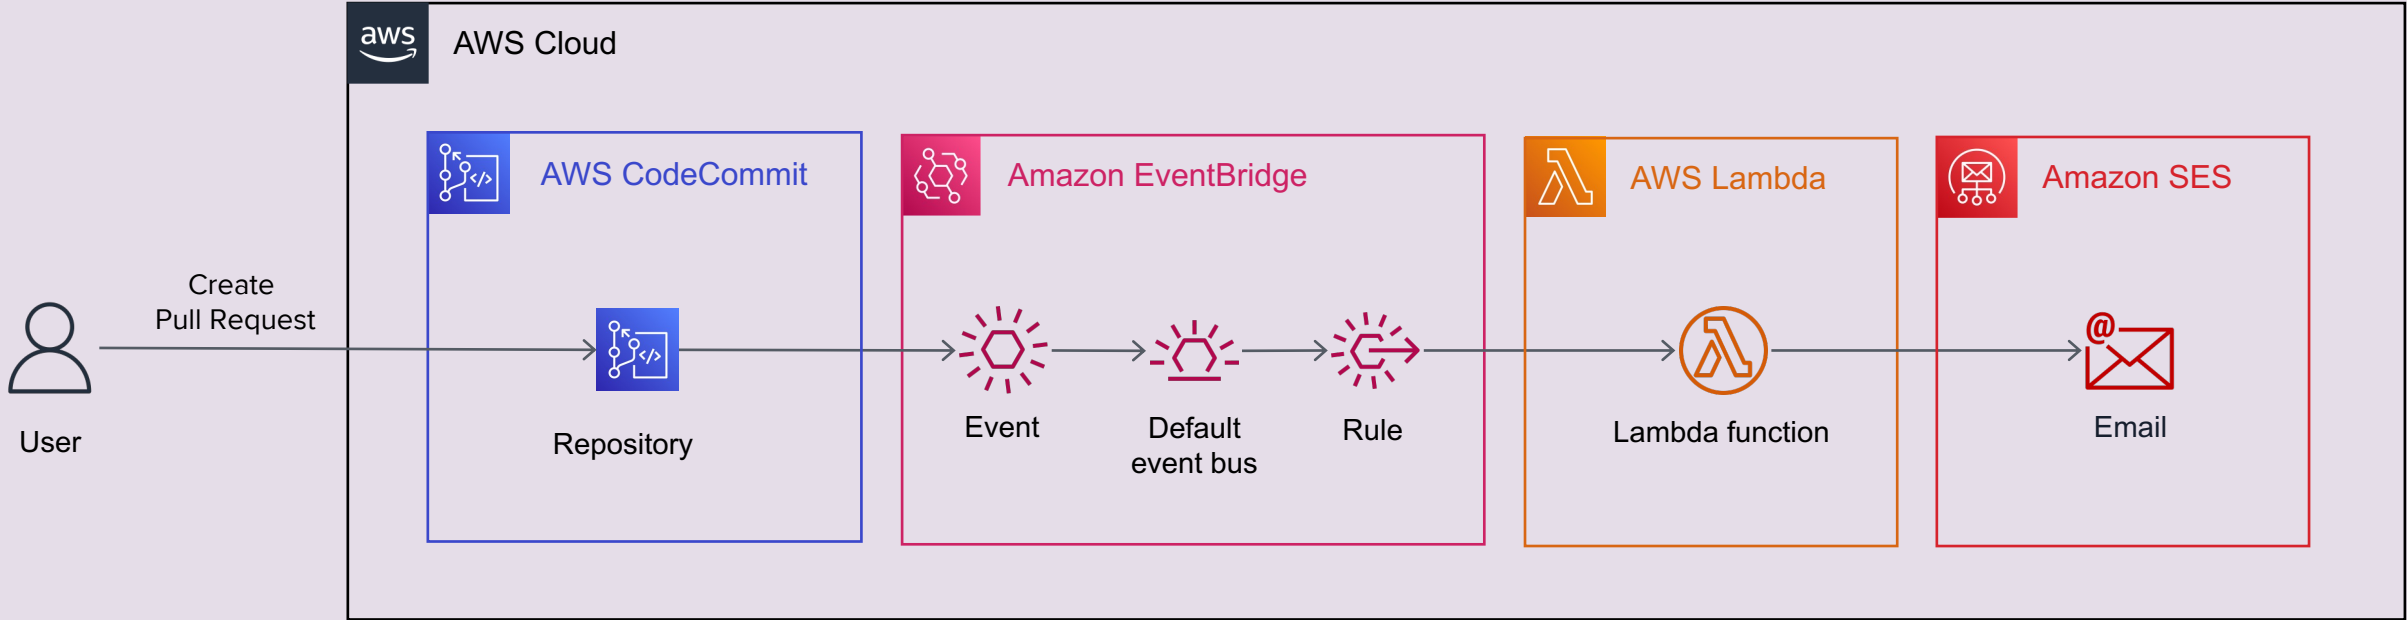 aws
AWS Cloud
AWS CodeCommit
Amazon EventBridge
AWS Lambda
Amazon SES
Create
Pull Request
User
Repository
Event
Default
event bus
Rule
Lambda function
Email